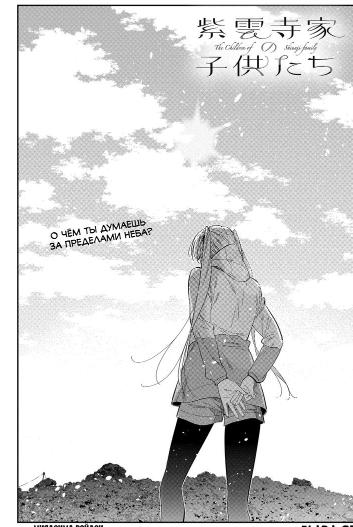 紫雲寺家
The Children of の Shiunji family
子供たち
О ЧЁМ ТЫ ДУМАЕШЬ
ЗА ПРЕДЕЛАМИ НЕБА?